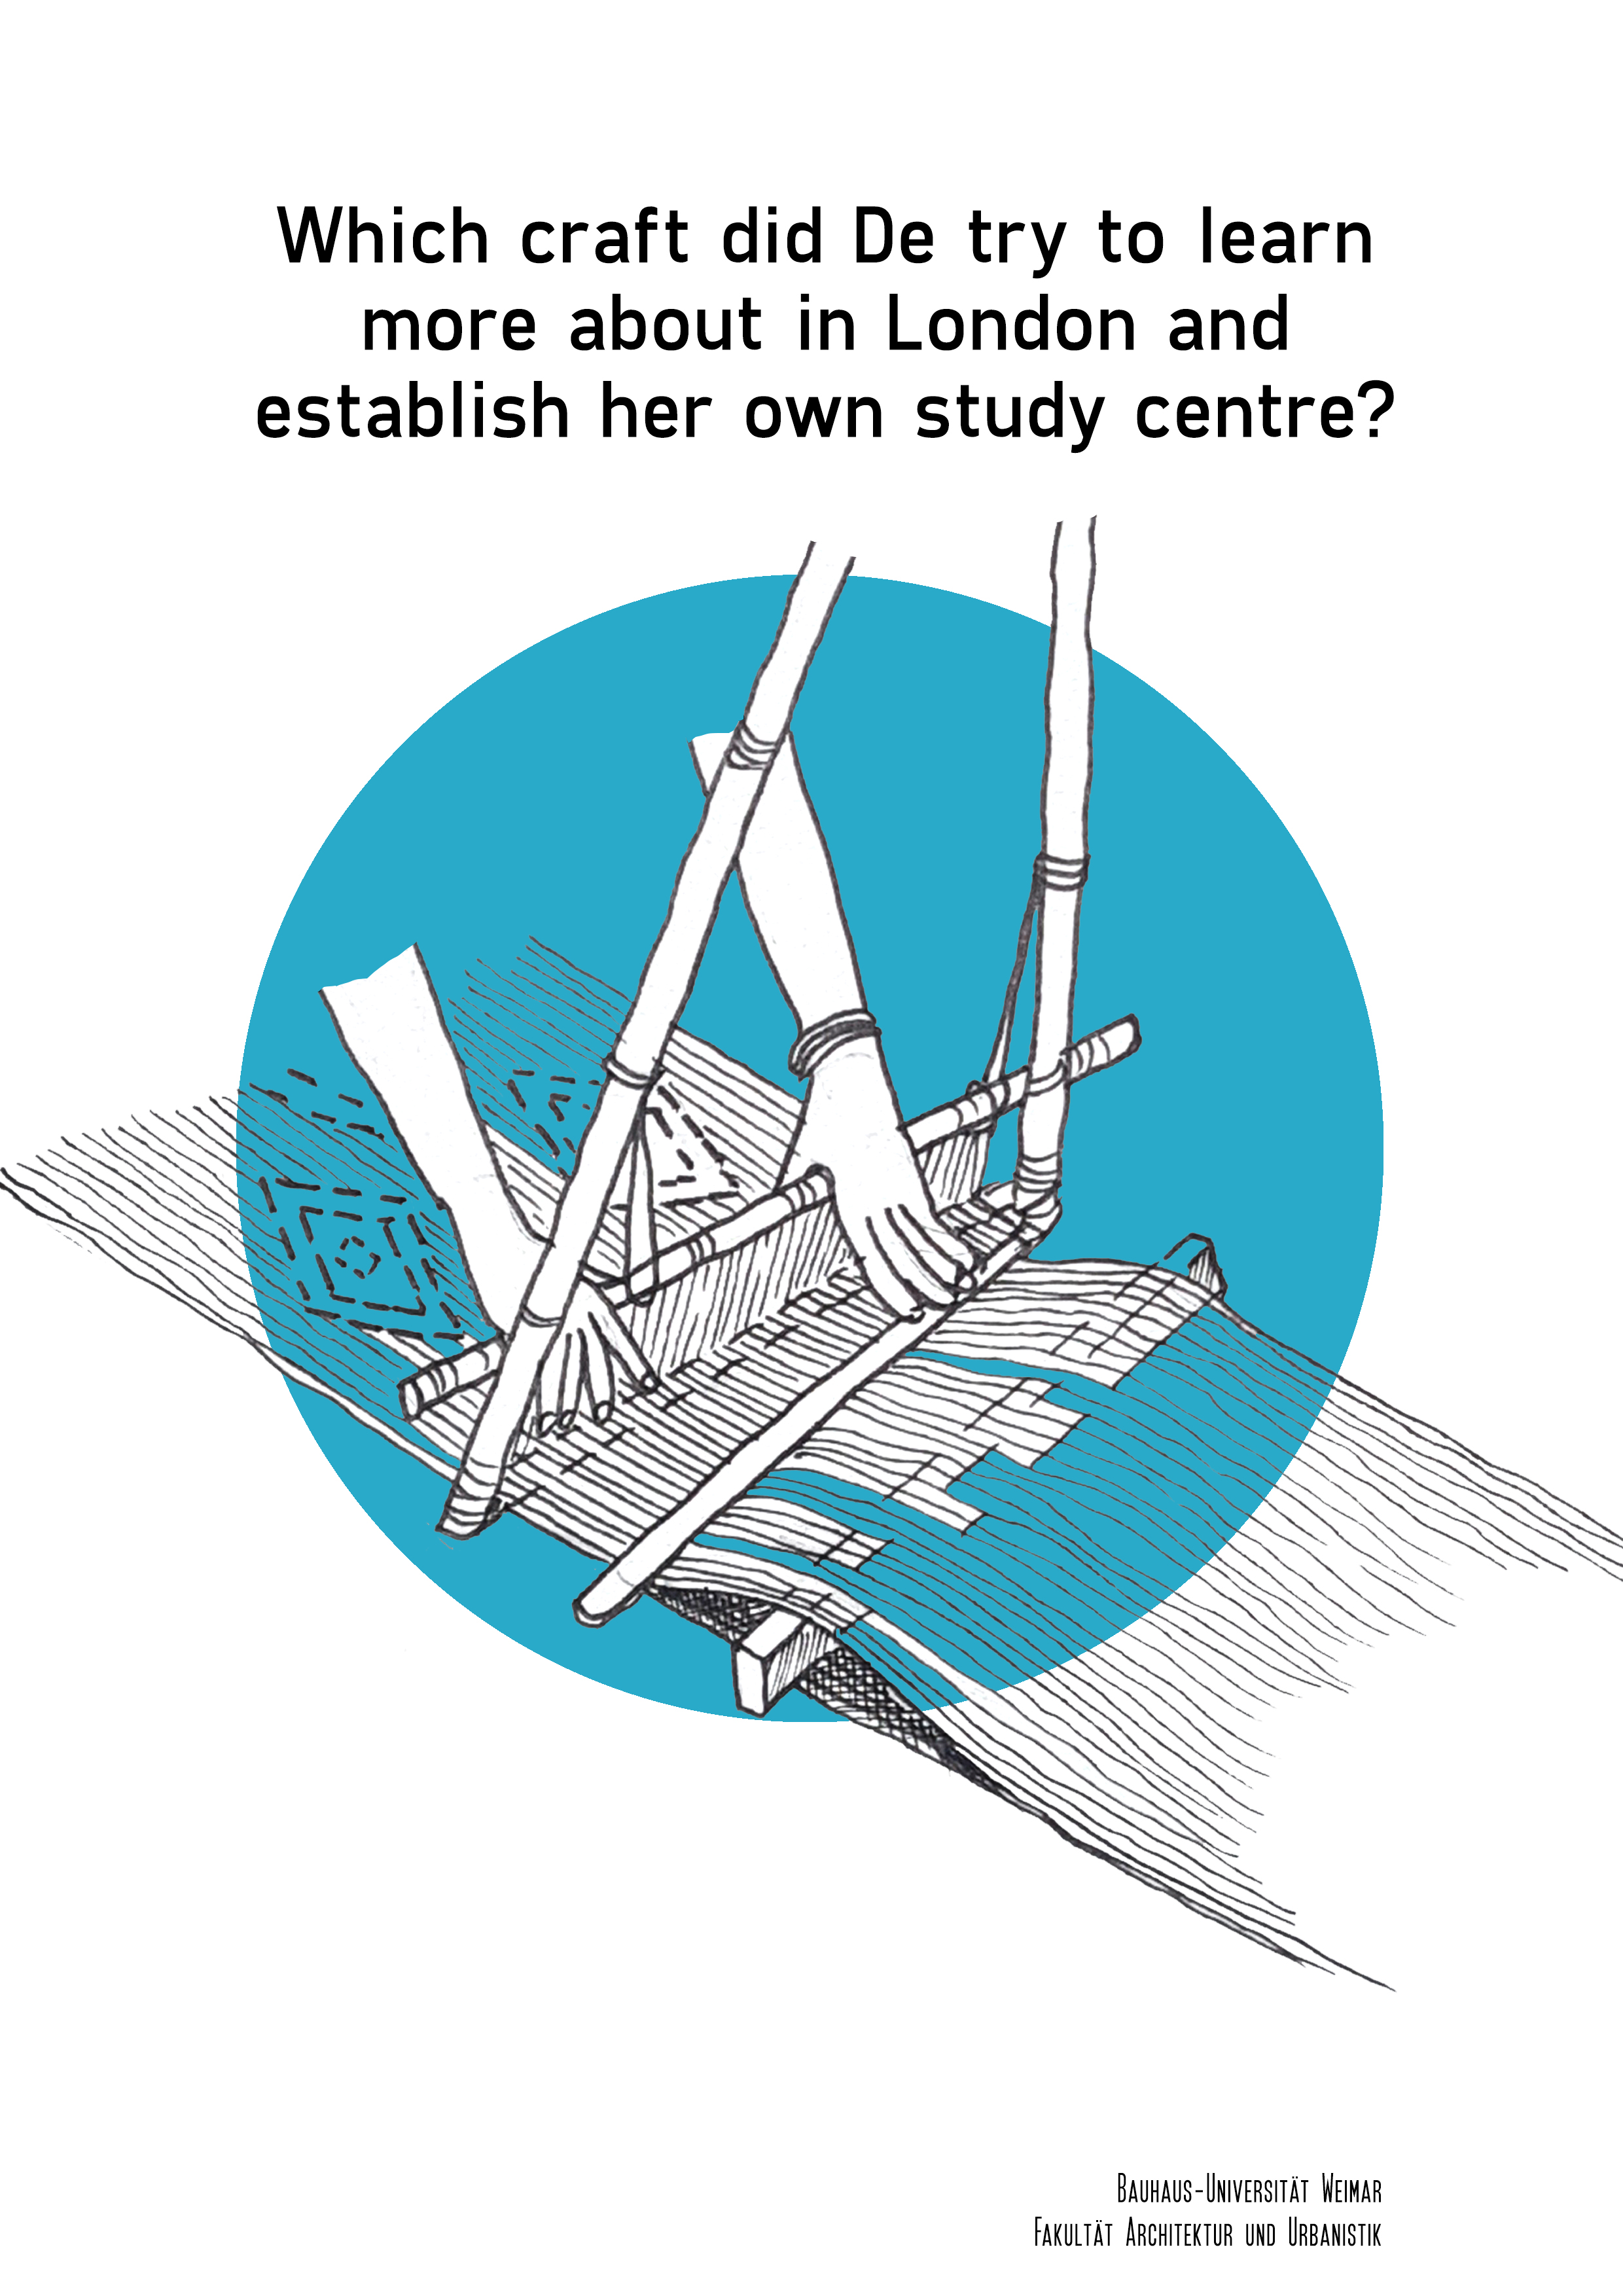 Which craft did De try to learn
more about in London and
establish her own study centre?
Bauhaus-Universität Weimar
Fakultät Architektur und Urbanistik